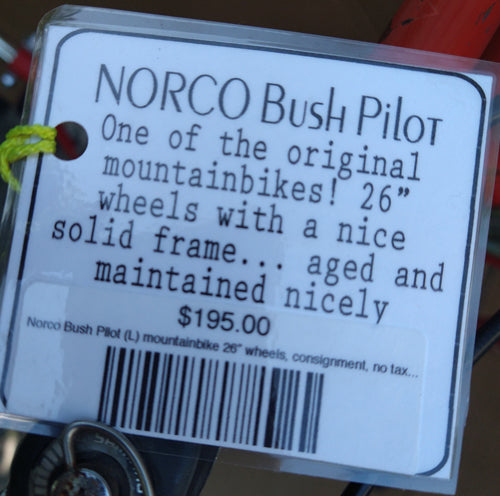 NORCO Bush Pilot
One of the original
mountainbikes! 26"
wheels with a nice
solid frame... aged and
maintained nicely
$195.00
Norco Bush Pilot (L) mountainbike 26" wheels, consignment, no tax...